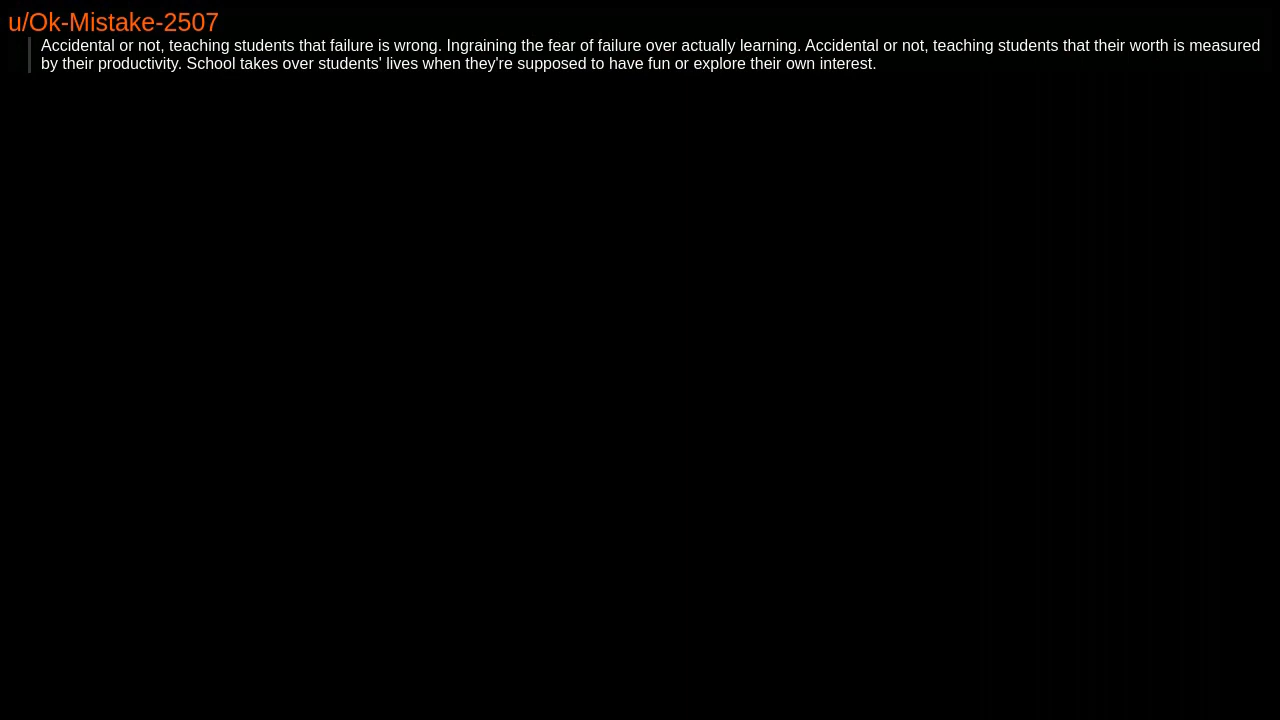 u/Ok-Mistake-2507
Accidental or not, teaching students that failure is wrong. Ingraining the fear of failure over actually learning. Accidental or not, teaching students that their worth is measured
by their productivity. School takes over students' lives when they're supposed to have fun or explore their own interest.